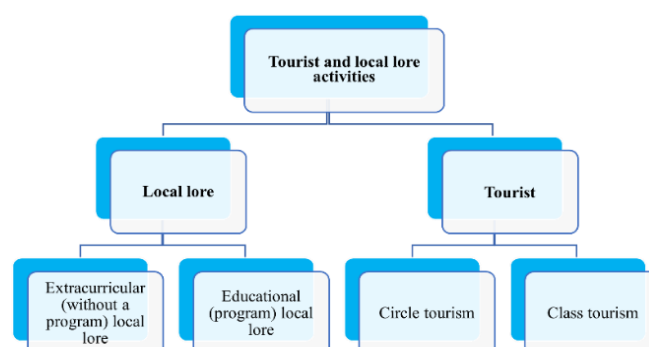 Tourist and local lore
activities
Local lore
Tourist
Extracurricular
(without a
program) local
lore
Educational
(program) local
lore
Circle tourism
Class tourism